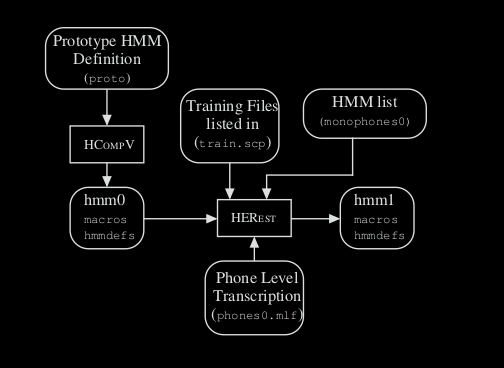 Prototype HMM
Definition
(proto)
Training Files
listed in
(train.scp)
HMM list
(monophones0)
HCOMPV
hmm0
macros
hmmdefs
HEREST
hmm1
macros
hmmdefs
Phone Level
Transcription
(phones0.mlf)